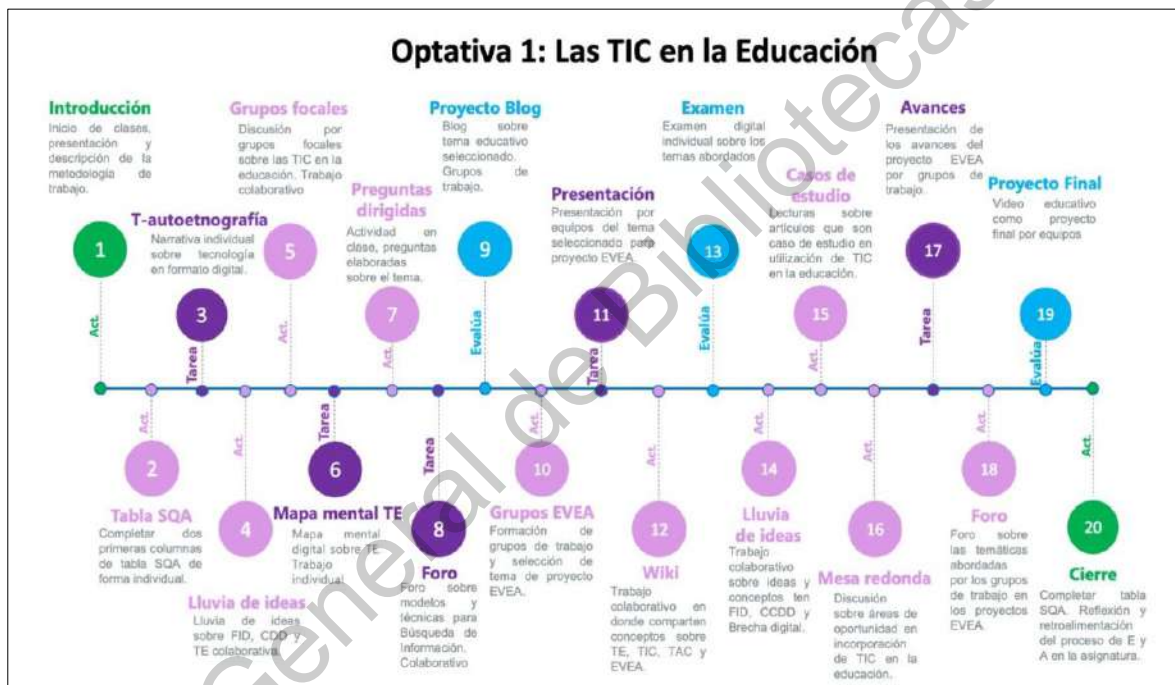 Optativa 1: Las TIC en la Educación
Introducción
Inicio de clases,
presentación y
descripción de la
metodología de
trabajo.
1
Act.
2
Act.
Tabla SQA
Completar dos
primeras columnas
de tabla SQA de
forma individual.
T-autoetnografía
Narrativa individual
sobre tecnología
en formato digital.
3
Tarea
4
Act.
Lluvia de ideas
Lluvia de ideas
sobre FID, CDD y
TE colaborativa.
Grupos focales
Discusión por
grupos focales
sobre las TIC en la
educación. Trabajo
colaborativo
5
Act.
6
Tarea
Mapa mental TE
Mapa mental
digital sobre TE.
Trabajo
individual
Preguntas
dirigidas
Actividad en
clase, preguntas
elaboradas
sobre el tema.
7
Act.
8
Tarea
Foro
Foro sobre
modelos y
técnicas para
Búsqueda de
Información.
Colaborativo
Proyecto Blog
Blog sobre
tema educativo
seleccionado.
Grupos de
trabajo.
9
Evalúa
10
Act.
Grupos EVEA
Formación de
grupos de trabajo
y selección de
tema de proyecto
EVEA.
Presentación
Presentación por
equipos del tema
seleccionado para
proyecto EVEA.
11
Tarea
12
Act.
Wiki
Trabajo
colaborativo en
donde comparten
conceptos sobre
TE, TIC, TAC y
EVEA.
Examen
Examen digital
individual sobre los
temas abordados
13
Evalúa
14
Act.
Lluvia
de ideas
Trabajo
colaborativo
sobre ideas y
conceptos ten
FID, CCDD y
Brecha digital.
Casos de
estudio
Lecturas sobre
artículos que son
caso de estudio en
utilización de TIC
en la educación.
15
Act.
16
Act.
Mesa redonda
Discusión
sobre áreas de
oportunidad en
incorporación
de TIC en la
educación.
Avances
Presentación de
los avances del
proyecto EVEA
por grupos de
trabajo.
17
Tarea
18
Act.
Foro
Foro sobre
las temáticas
abordadas
por los grupos
de trabajo en
los proyectos
EVEA.
Proyecto Final
Video educativo
como proyecto
final por equipos
19
Evalúa
20
Act.
Cierre
Completar tabla
SQA. Reflexión y
retroalimentación
del proceso de E y
A en la asignatura.
General de Bibliotecas